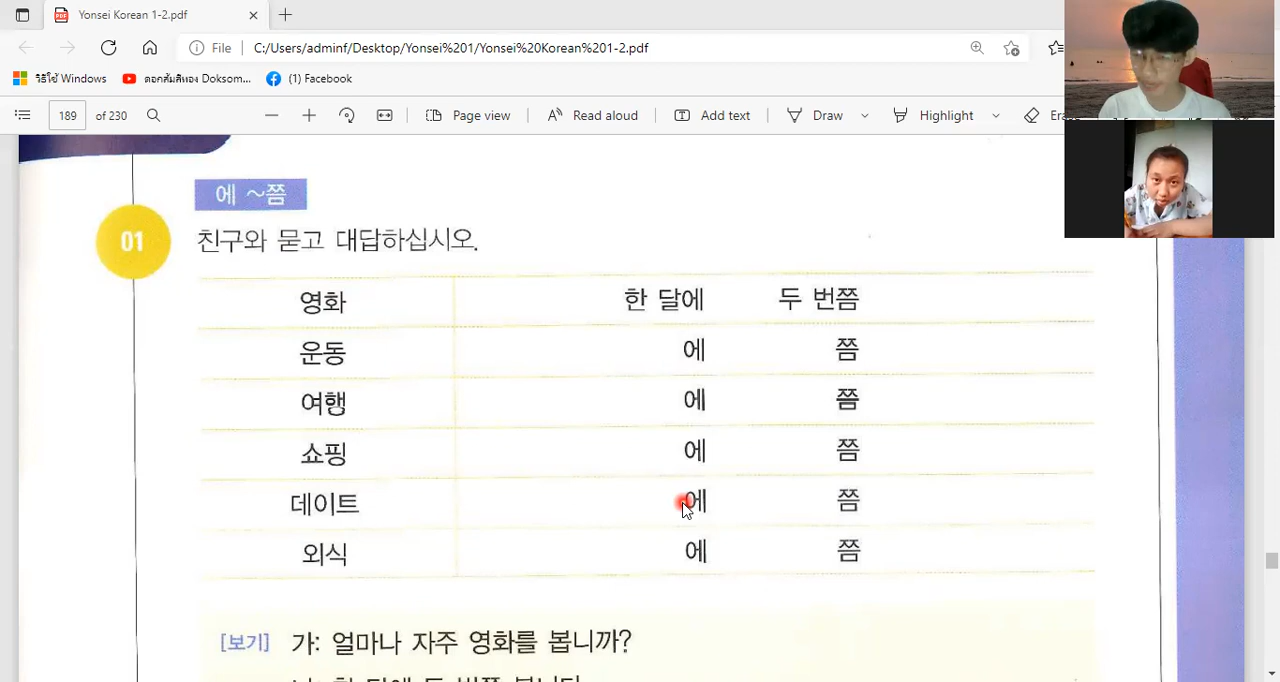 Yonsei Korean 1-2.pdf
File C:/Users/adminf/Desktop/Yonsei%201/Yonsei%20Korean%201-2.pdf
วิธีใช้ Windows ดอกส้มสีทอง Doksom... (1) Facebook
189 of 230 Page view Read aloud Add text Draw Highlight
에 ~쯤
01 친구와 묻고 대답하십시오.
영화 한 달에 두 번쯤
운동 에 쯤
여행 에 쯤
쇼핑 에 쯤
데이트 에 쯤
외식 에 쯤
[보기] 가: 얼마나 자주 영화를 봅니까?